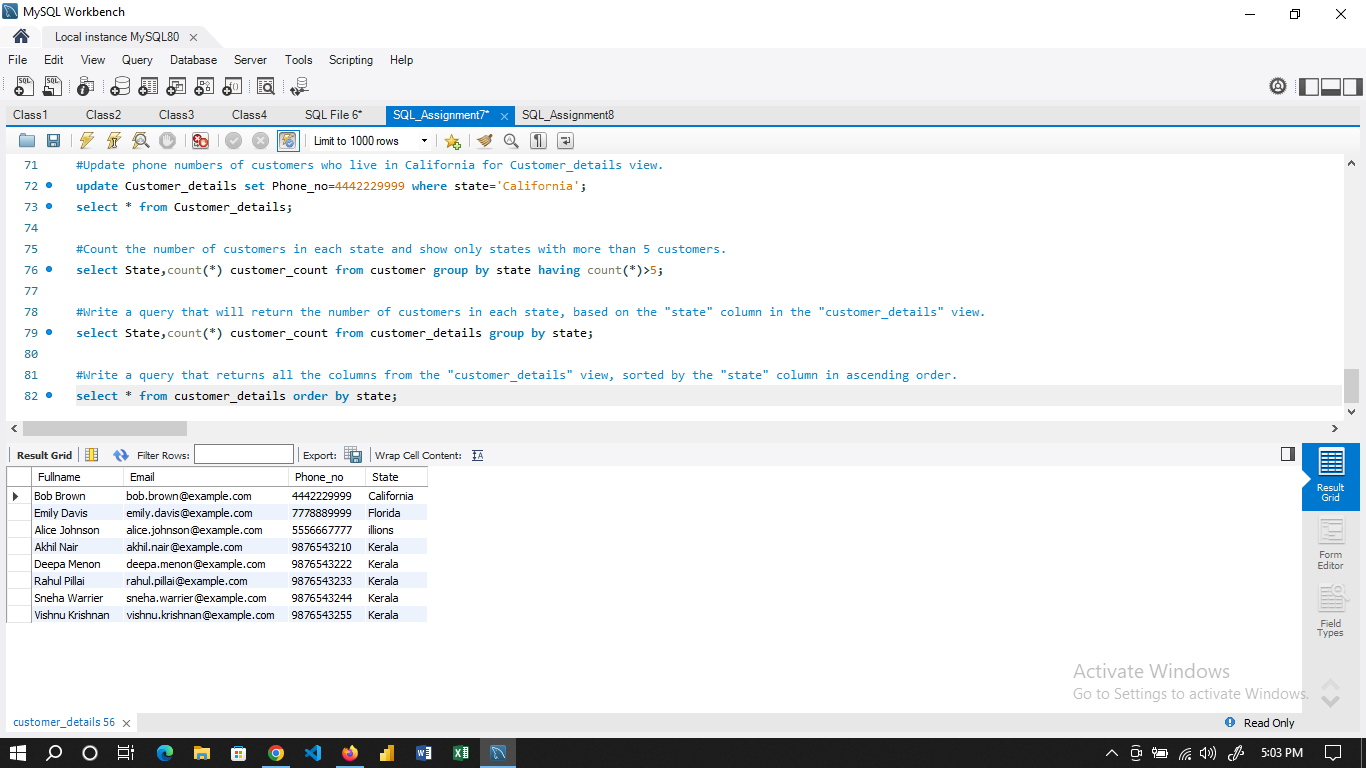 MySQL Workbench
Local instance MySQL80
File Edit View Query Database Server Tools Scripting Help
Class1 Class2 Class3 Class4 SQL File 6* SQL_Assignment7* SQL_Assignment8
Limit to 1000 rows
71 #Update phone numbers of customers who live in California for Customer_details view.
72 update Customer_details set Phone_no=4442229999 where state='California';
73 select * from Customer_details;
74
75 #Count the number of customers in each state and show only states with more than 5 customers.
76 select State,count(*) customer_count from customer group by state having count(*)>5;
77
78 #Write a query that will return the number of customers in each state, based on the "state" column in the "customer_details" view.
79 select State,count(*) customer_count from customer_details group by state;
80
81 #Write a query that returns all the columns from the "customer_details" view, sorted by the "state" column in ascending order.
82 select * from customer_details order by state;
Result Grid Filter Rows: Export: Wrap Cell Content:
Fullname Email Phone_no State
Bob Brown bob.brown@example.com 4442229999 California
Emily Davis emily.davis@example.com 7778889999 Florida
Alice Johnson alice.johnson@example.com 5556667777 illions
Akhil Nair akhil.nair@example.com 9876543210 Kerala
Deepa Menon deepa.menon@example.com 9876543222 Kerala
Rahul Pillai rahul.pillai@example.com 9876543233 Kerala
Sneha Warrier sneha.warrier@example.com 9876543244 Kerala
Vishnu Krishnan vishnu.krishnan@example.com 9876543255 Kerala
Result
Grid
Form
Editor
Field
Types
Activate Windows
Go to Settings to activate Windows.
customer_details 56
Read Only
5:03 PM